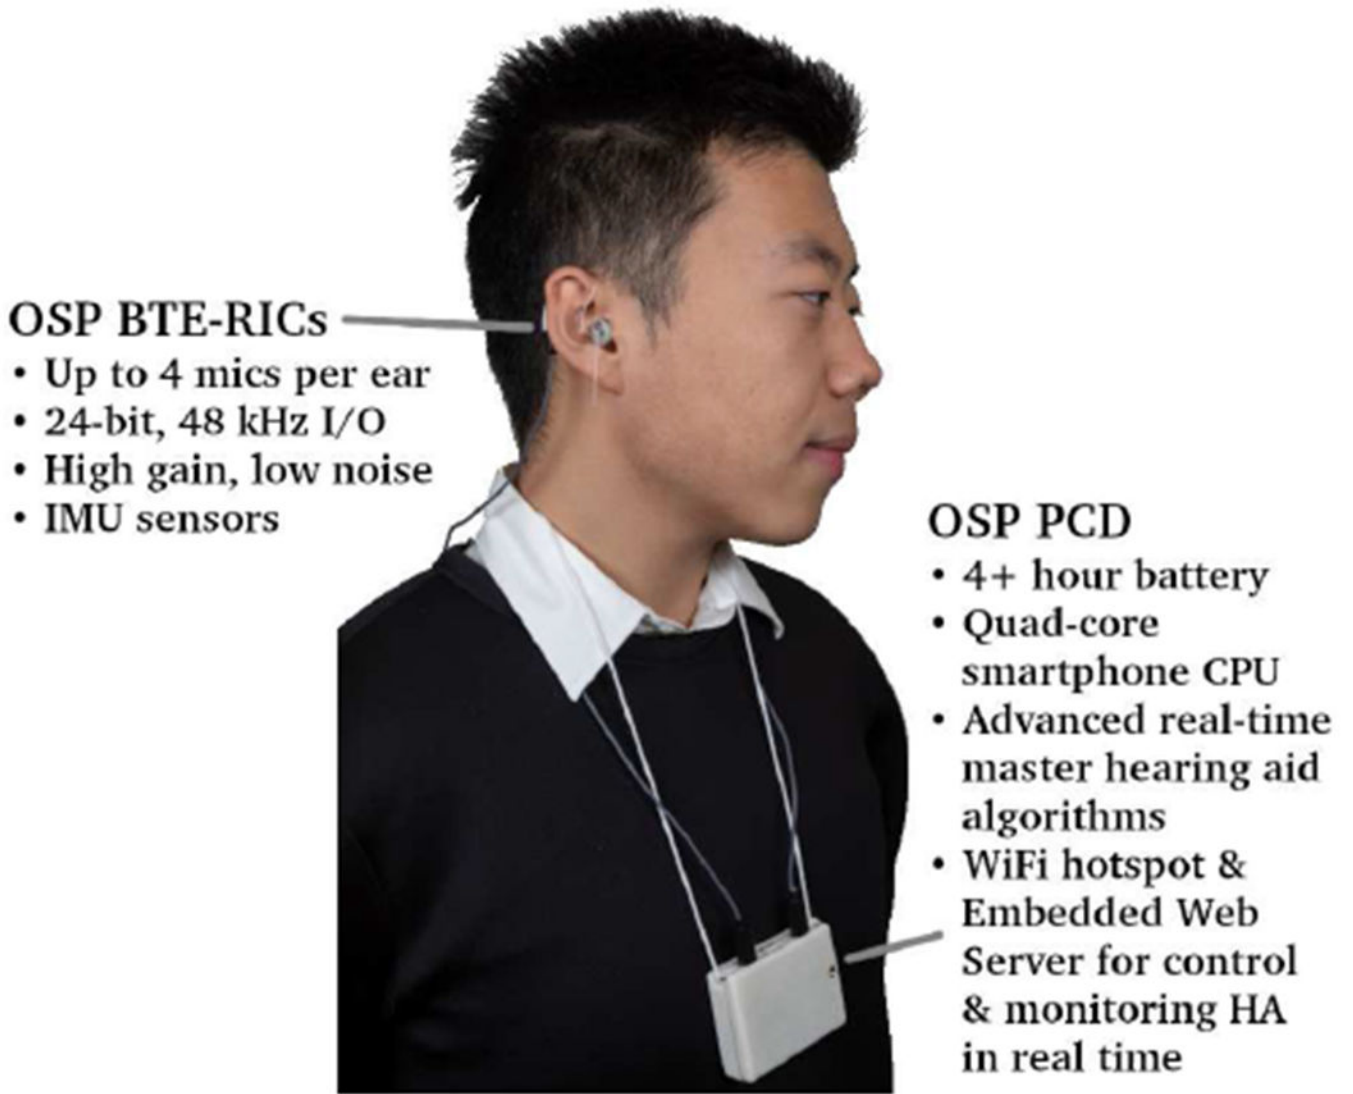 OSP BTE-RICs
• Up to 4 mics per ear
• 24-bit, 48 kHz I/O
• High gain, low noise
• IMU sensors
OSP PCD
• 4+ hour battery
• Quad-core
smartphone CPU
• Advanced real-time
master hearing aid
algorithms
• WiFi hotspot &
Embedded Web
Server for control
& monitoring HA
in real time